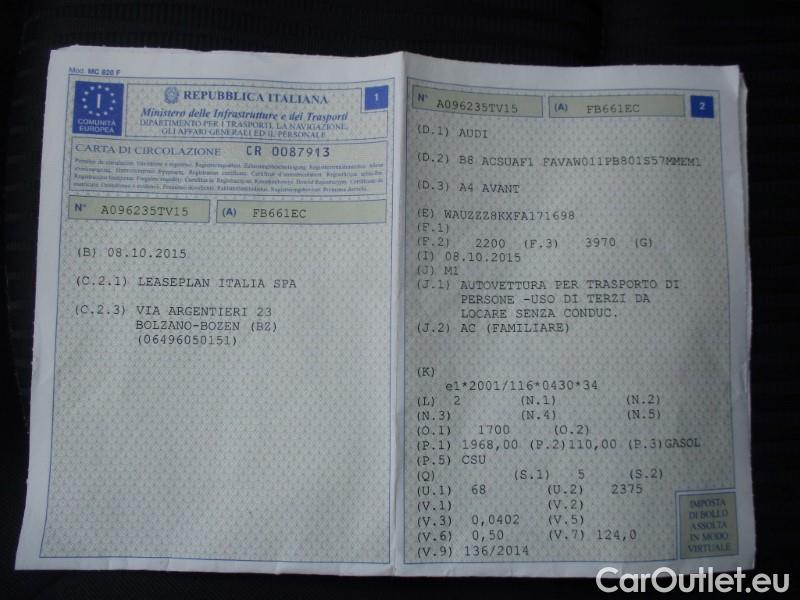 Mod. MC 820 F
I
COMUNITÀ
EUROPEA
REPUBBLICA ITALIANA
1
Ministero delle Infrastrutture e dei Trasporti
DIPARTIMENTO PER I TRASPORTI, LA NAVIGAZIONE,
GLI AFFARI GENERALI ED IL PERSONALE
CARTA DI CIRCOLAZIONE CR 0087913
N° A096235TV15 (A) FB661EC
(B) 08.10.2015
(C.2.1) LEASEPLAN ITALIA SPA
(C.2.3) VIA ARGENTIERI 23
BOLZANO-BOZEN (BZ)
(06496050151)
N° A096235TV15 (A) FB661EC 2
(D.1) AUDI
(D.2) B8 ACSUAF1 FAVAW011PB801S57MMEM1
(D.3) A4 AVANT
(E) WAUZZZ8KXFA171698
(F.1)
(F.2) 2200 (F.3) 3970 (G)
(I) 08.10.2015
(J) M1
(J.1) AUTOVETTURA PER TRASPORTO DI
PERSONE -USO DI TERZI DA
LOCARE SENZA CONDUC.
(J.2) AC (FAMILIARE)
(K)
e1*2001/116*0430*34
(L) 2 (N.1) (N.2)
(N.3) (N.4) (N.5)
(O.1) 1700 (O.2)
(P.1) 1968,00 (P.2)110,00 (P.3)GASOL
(P.5) CSU
(Q) (S.1) 5 (S.2)
(U.1) 68 (U.2) 2375
(V.1) (V.2)
(V.3) 0,0402 (V.5)
(V.6) 0,50 (V.7) 124,0
(V.9) 136/2014
IMPOSTA
DI BOLLO
ASSOLTA
IN MODO
VIRTUALE
CarOutlet.eu